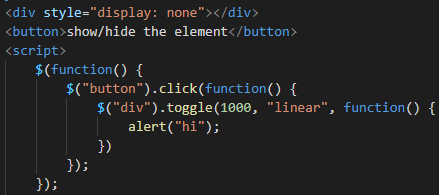 <div style="display: none"></div>
<button>show/hide the element</button>
<script>
    $(function() {
        $("button").click(function() {
            $("div").toggle(1000, "linear", function() {
                alert("hi");
            })
        });
    });